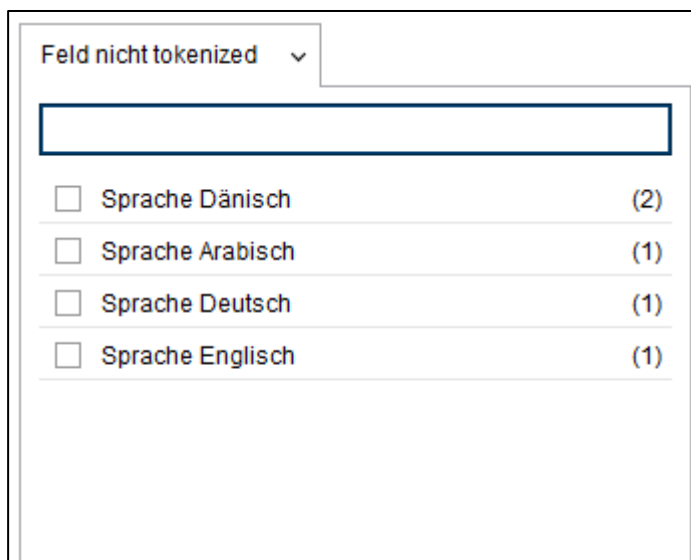 Feld nicht tokenized
Sprache Dänisch (2)
Sprache Arabisch (1)
Sprache Deutsch (1)
Sprache Englisch (1)